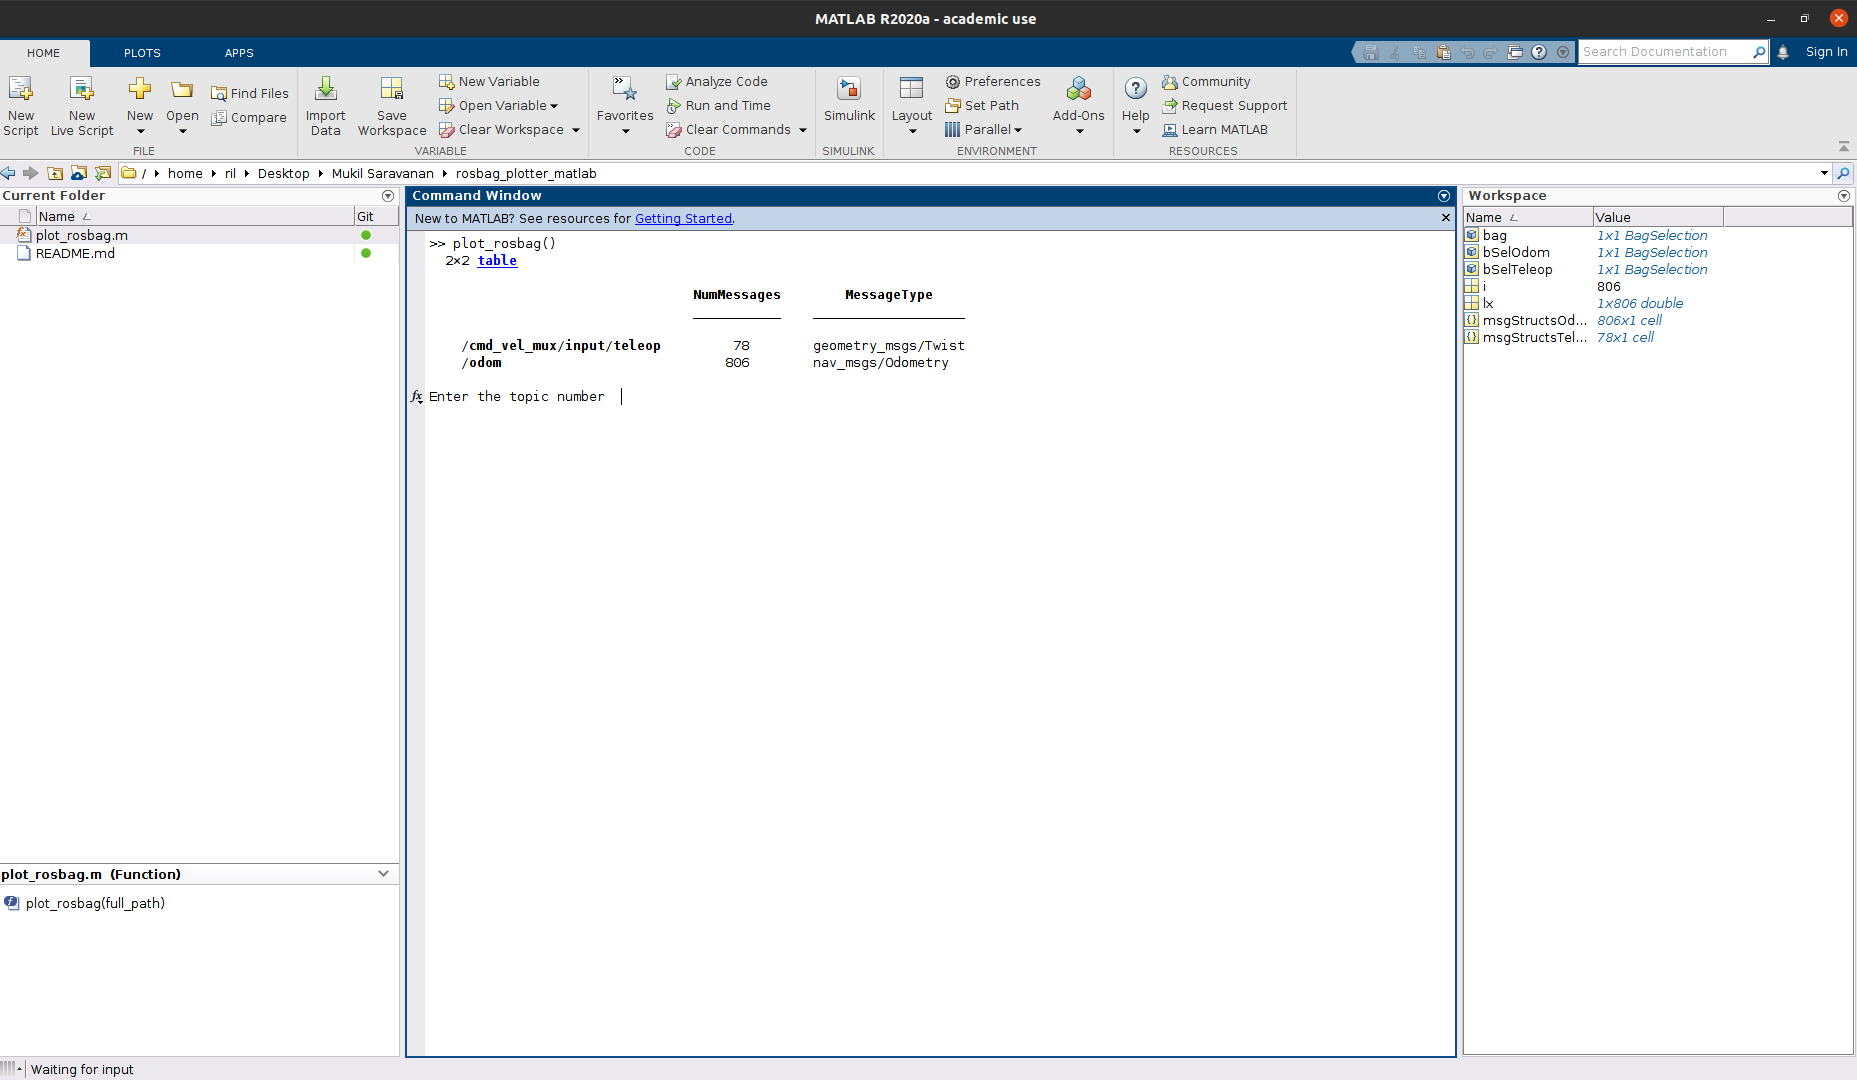 MATLAB R2020a - academic use
HOME PLOTS APPS
Search Documentation
Sign In
New Script
New Live Script
New
Open
Find Files
Compare
FILE
Import Data
Save Workspace
New Variable
Open Variable
Clear Workspace
VARIABLE
Favorites
Analyze Code
Run and Time
Clear Commands
CODE
Simulink
SIMULINK
Layout
Preferences
Set Path
Parallel
Add-Ons
ENVIRONMENT
Help
Community
Request Support
Learn MATLAB
RESOURCES
/ home ril Desktop Mukil Saravanan rosbag_plotter_matlab
Current Folder
Name Git
plot_rosbag.m
README.md
plot_rosbag.m (Function)
plot_rosbag(full_path)
Command Window
New to MATLAB? See resources for Getting Started.
>> plot_rosbag()
2×2 table
NumMessages MessageType
/cmd_vel_mux/input/teleop 78 geometry_msgs/Twist
/odom 806 nav_msgs/Odometry
fx Enter the topic number
Workspace
Name Value
bag 1x1 BagSelection
bSelOdom 1x1 BagSelection
bSelTeleop 1x1 BagSelection
i 806
lx 1x806 double
msgStructsOd... 806x1 cell
msgStructsTel... 78x1 cell
Waiting for input